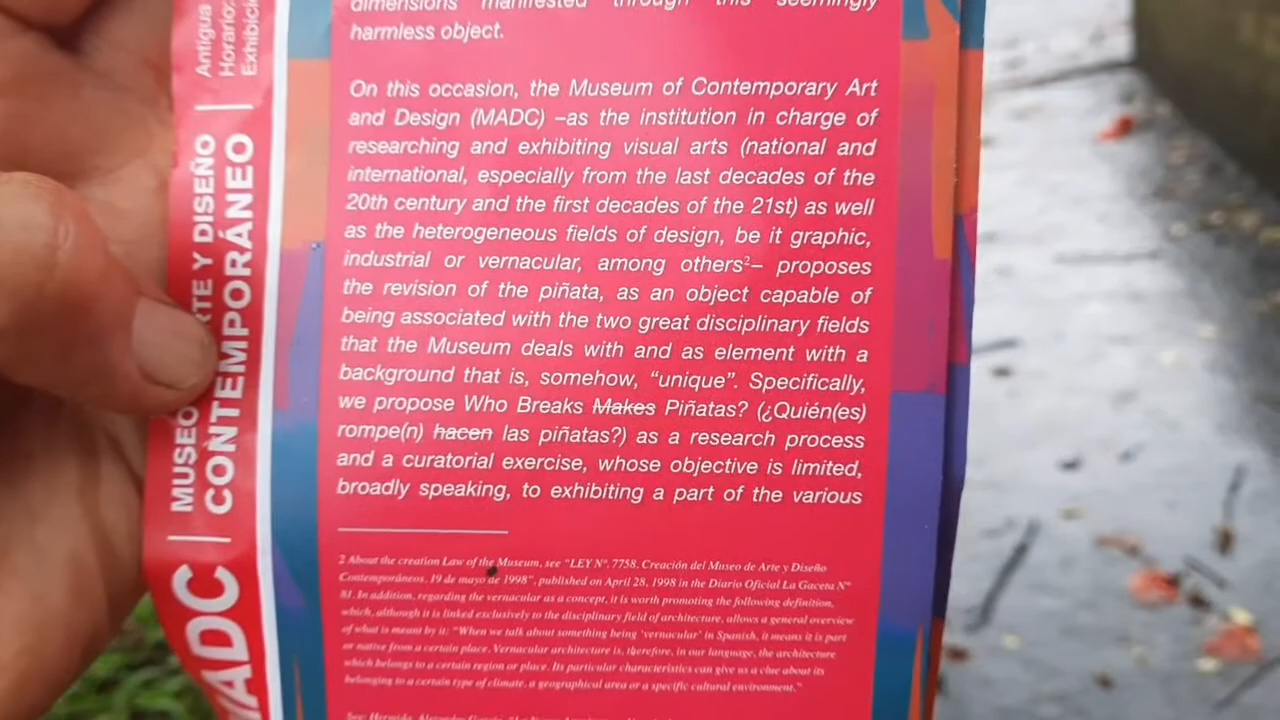 dimensions manifested through this seemingly
harmless object.
On this occasion, the Museum of Contemporary Art
and Design (MADC) –as the institution in charge of
researching and exhibiting visual arts (national and
international, especially from the last decades of the
20th century and the first decades of the 21st) as well
as the heterogeneous fields of design, be it graphic,
industrial or vernacular, among others²– proposes
the revision of the piñata, as an object capable of
being associated with the two great disciplinary fields
that the Museum deals with and as element with a
background that is, somehow, “unique”. Specifically,
we propose Who Breaks Makes Piñatas? (¿Quién(es)
rompe(n) hacen las piñatas?) as a research process
and a curatorial exercise, whose objective is limited,
broadly speaking, to exhibiting a part of the various
2 About the creation Law of the Museum, see “LEY Nº. 7758. Creación del Museo de Arte y Diseño
Contemporáneos. 19 de mayo de 1998”, published on April 28, 1998 in the Diario Oficial La Gaceta Nº
81. In addition, regarding the vernacular as a concept, it is worth promoting the following definition,
which, although it is linked exclusively to the disciplinary field of architecture, allows a general overview
of what is meant by it: “When we talk about something being ‘vernacular’ in Spanish, it means it is part
or native from a certain place. Vernacular architecture is, therefore, in our language, the architecture
which belongs to a certain region or place. Its particular characteristics can give us a clue about its
belonging to a certain type of climate, a geographical area or a specific cultural environment.”
MADC
MUSEO RTE Y DISEÑO
CONTEMPORÁNEO
Antigua
Horario:
Exhibició